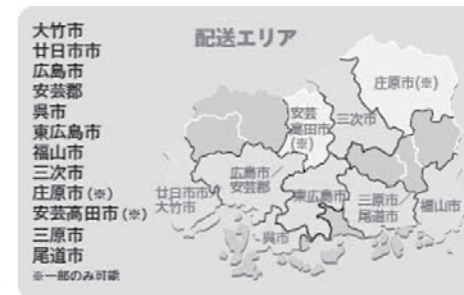 大竹市
廿日市市
広島市
安芸郡
呉市
東広島市
福山市
三次市
庄原市(※)
安芸高田市(※)
三原市
尾道市
※一部のみ可能
配送エリア
庄原市(※)
安芸
高田市
(※)
三次市
広島市/
安芸郡
廿日市市/
大竹市
東広島市
三原市/
尾道市
福山市
呉市